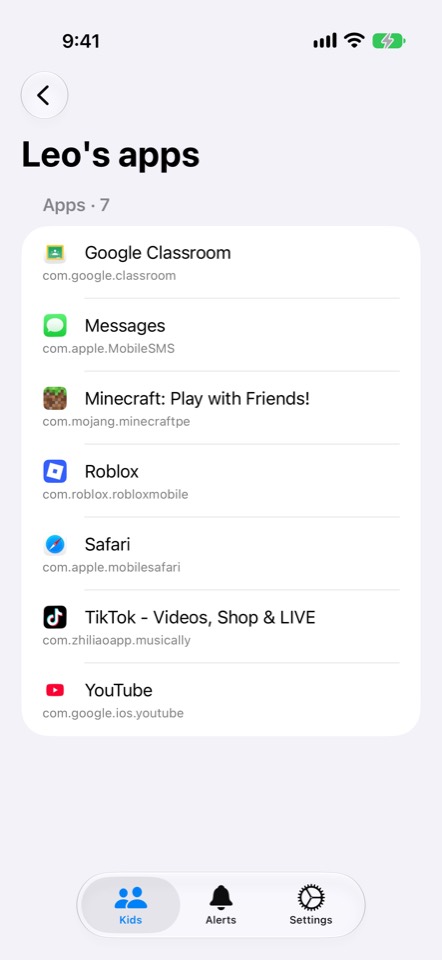 9:41
Leo's apps
Apps · 7
Google Classroom
com.google.classroom
Messages
com.apple.MobileSMS
Minecraft: Play with Friends!
com.mojang.minecraftpe
Roblox
com.roblox.robloxmobile
Safari
com.apple.mobilesafari
TikTok - Videos, Shop & LIVE
com.zhiliaoapp.musically
YouTube
com.google.ios.youtube
Kids
Alerts
Settings